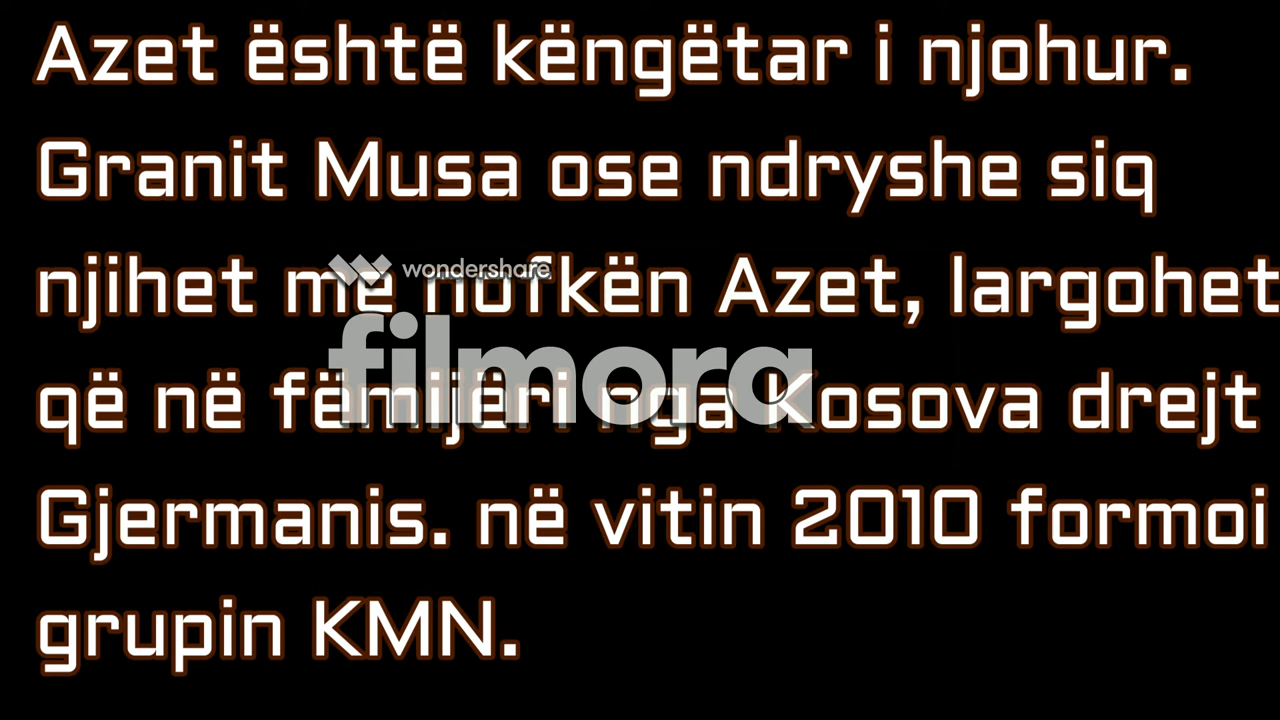 Azet është këngëtar i njohur.
Granit Musa ose ndryshe siq
njihet me nofkën Azet, largohet
që në fëmijëri nga Kosova drejt
Gjermanis. në vitin 2010 formoi
grupin KMN.
wondershare
filmora